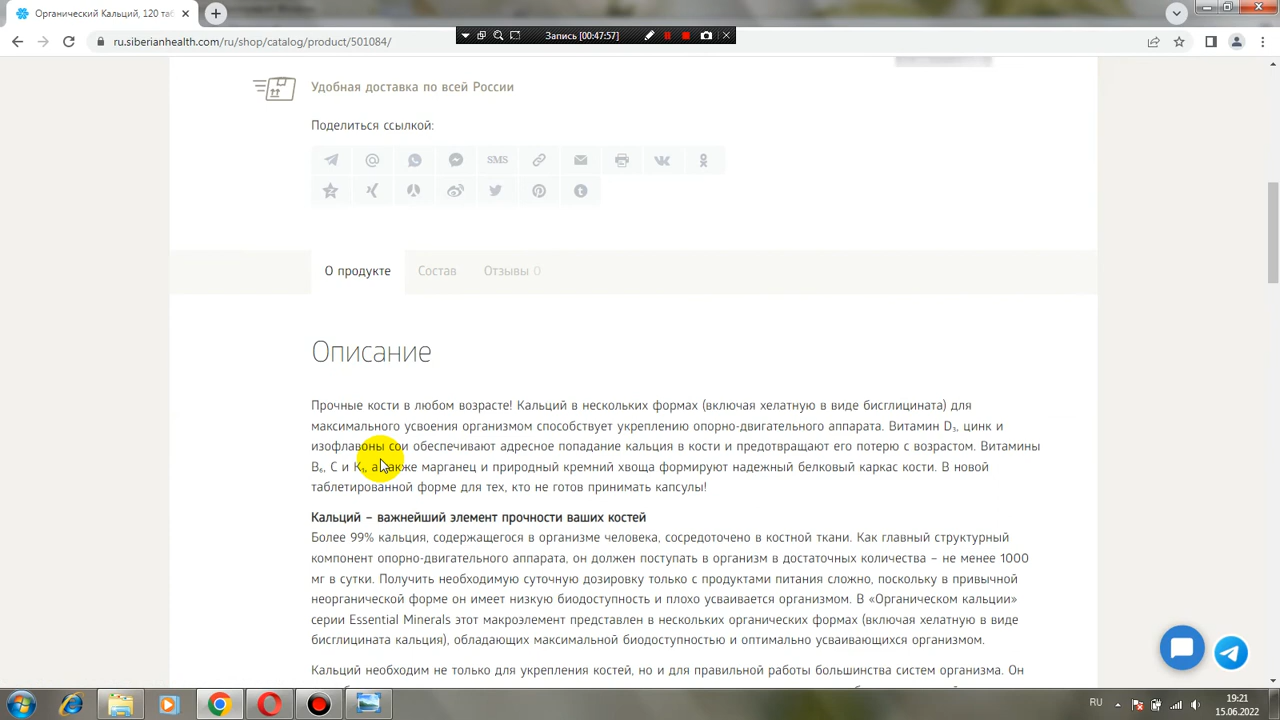 Органический Кальций, 120 таб
ru.siberianhealth.com/ru/shop/catalog/product/501084/
Запись [00:47:57]
Удобная доставка по всей России
Поделиться ссылкой:
SMS
О продукте
Состав
Отзывы 0
Описание
Прочные кости в любом возрасте! Кальций в нескольких формах (включая хелатную в виде бисглицината) для
максимального усвоения организмом способствует укреплению опорно-двигательного аппарата. Витамин D₃, цинк и
изофлавоны сои обеспечивают адресное попадание кальция в кости и предотвращают его потерю с возрастом. Витамины
B₆, С и K₁, а также марганец и природный кремний хвоща формируют надежный белковый каркас кости. В новой
таблетированной форме для тех, кто не готов принимать капсулы!
Кальций – важнейший элемент прочности ваших костей
Более 99% кальция, содержащегося в организме человека, сосредоточено в костной ткани. Как главный структурный
компонент опорно-двигательного аппарата, он должен поступать в организм в достаточных количества – не менее 1000
мг в сутки. Получить необходимую суточную дозировку только с продуктами питания сложно, поскольку в привычной
неорганической форме он имеет низкую биодоступность и плохо усваивается организмом. В «Органическом кальции»
серии Essential Minerals этот макроэлемент представлен в нескольких органических формах (включая хелатную в виде
бисглицината кальция), обладающих максимальной биодоступностью и оптимально усваивающихся организмом.
Кальций необходим не только для укрепления костей, но и для правильной работы большинства систем организма. Он
RU
19:21
15.06.2022